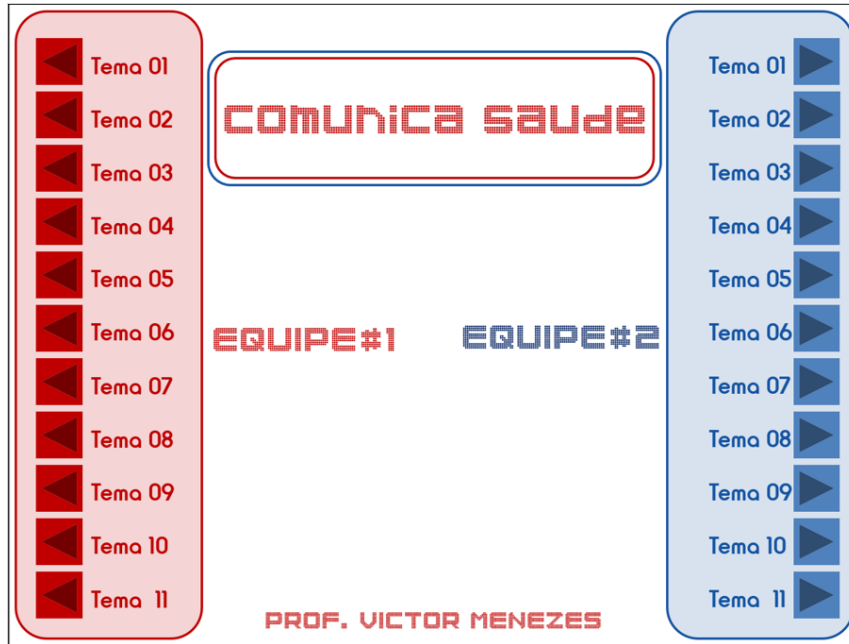 comunica saude
Tema 01
Tema 02
Tema 03
Tema 04
Tema 05
Tema 06
Tema 07
Tema 08
Tema 09
Tema 10
Tema 11
EQUIPE#1
EQUIPE#2
Tema 01
Tema 02
Tema 03
Tema 04
Tema 05
Tema 06
Tema 07
Tema 08
Tema 09
Tema 10
Tema 11
PROF. VICTOR MENEZES